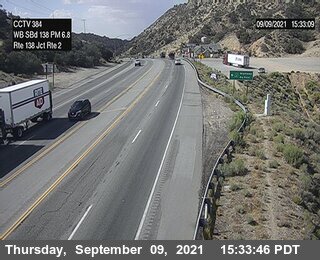 CCTV 384
WB SBd 138 PM 6.8
Rte 138 Jct Rte 2
09/09/2021 15:33:09
Thursday, September 09, 2021 15:33:46 PDT